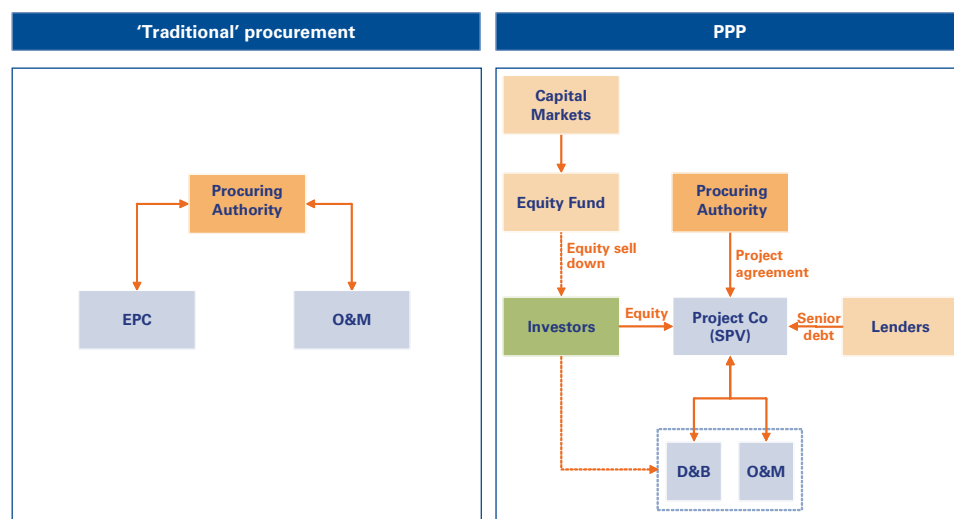 ‘Traditional’ procurement
Procuring
Authority
EPC
O&M
PPP
Capital
Markets
Equity Fund
Procuring
Authority
Equity sell
down
Project
agreement
Investors
Equity
Project Co
(SPV)
Senior
debt
Lenders
D&B
O&M